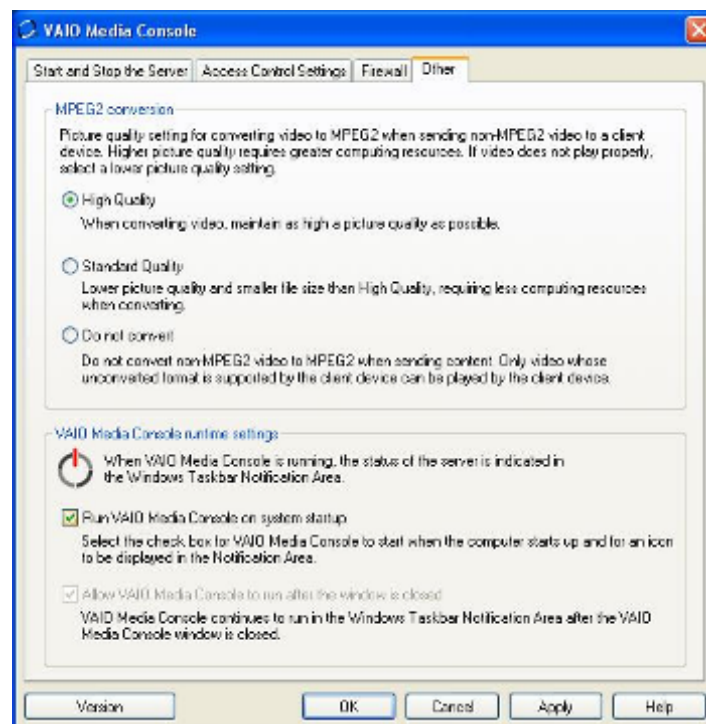 VAIO Media Console
Start and Stop the Server Access Control Settings Firewall Other
MPEG2 conversion
Picture quality setting for converting video to MPEG2 when sending non-MPEG2 video to a client
device. Higher picture quality requires greater computing resources. If video does not play properly,
select a lower picture quality setting.
High Quality
When converting video, maintain as high a picture quality as possible.
Standard Quality
Lower picture quality and smaller file size than High Quality, requiring less computing resources
when converting.
Do not convert
Do not convert non-MPEG2 video to MPEG2 when sending content. Only video whose
unconverted format is supported by the client device can be played by the client device.
VAIO Media Console runtime settings
When VAIO Media Console is running, the status of the server is indicated in
the Windows Taskbar Notification Area.
Run VAIO Media Console on system startup
Select the check box for VAIO Media Console to start when the computer starts up and for an icon
to be displayed in the Notification Area.
Allow VAIO Media Console to run after the window is closed
VAIO Media Console continues to run in the Windows Taskbar Notification Area after the VAIO
Media Console window is closed.
Version OK Cancel Apply Help